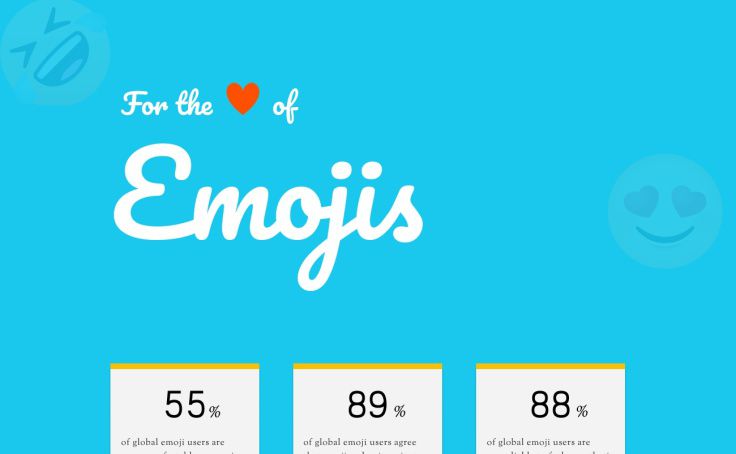 For the ❤ of
Emojis
55 %
89 %
88 %
of global emoji users are
of global emoji users agree
of global emoji users are